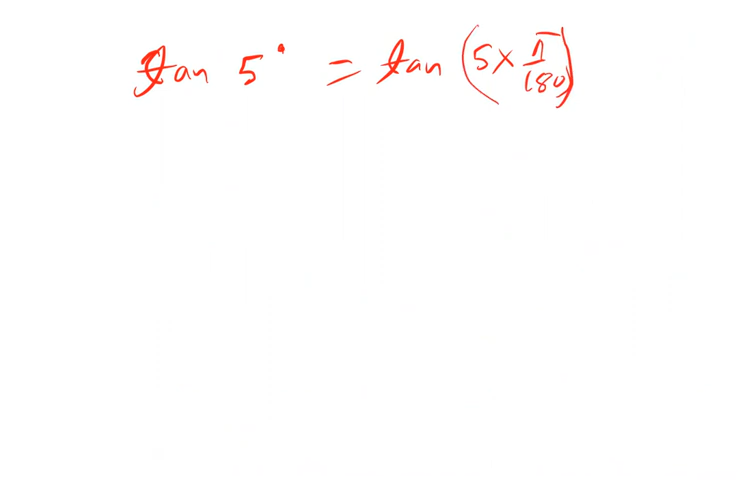 tan 5° = tan (5 × π/180)